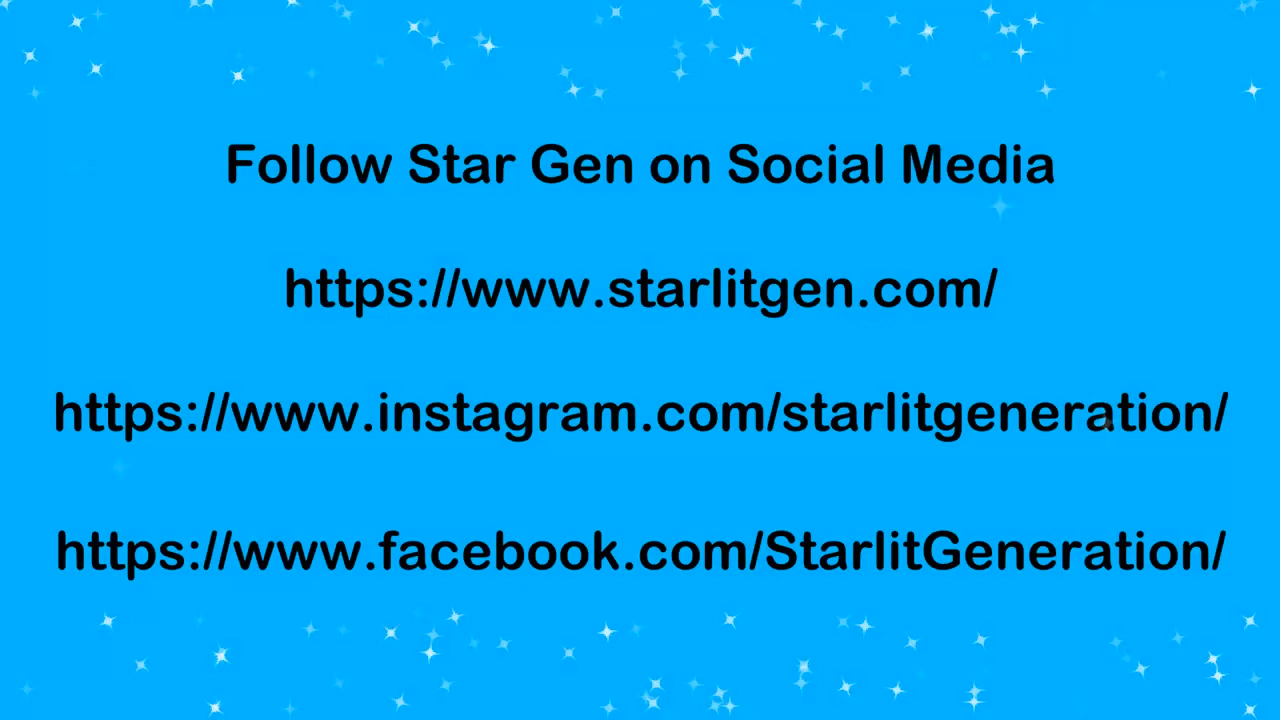 Follow Star Gen on Social Media
https://www.starlitgen.com/
https://www.instagram.com/starlitgeneration/
https://www.facebook.com/StarlitGeneration/